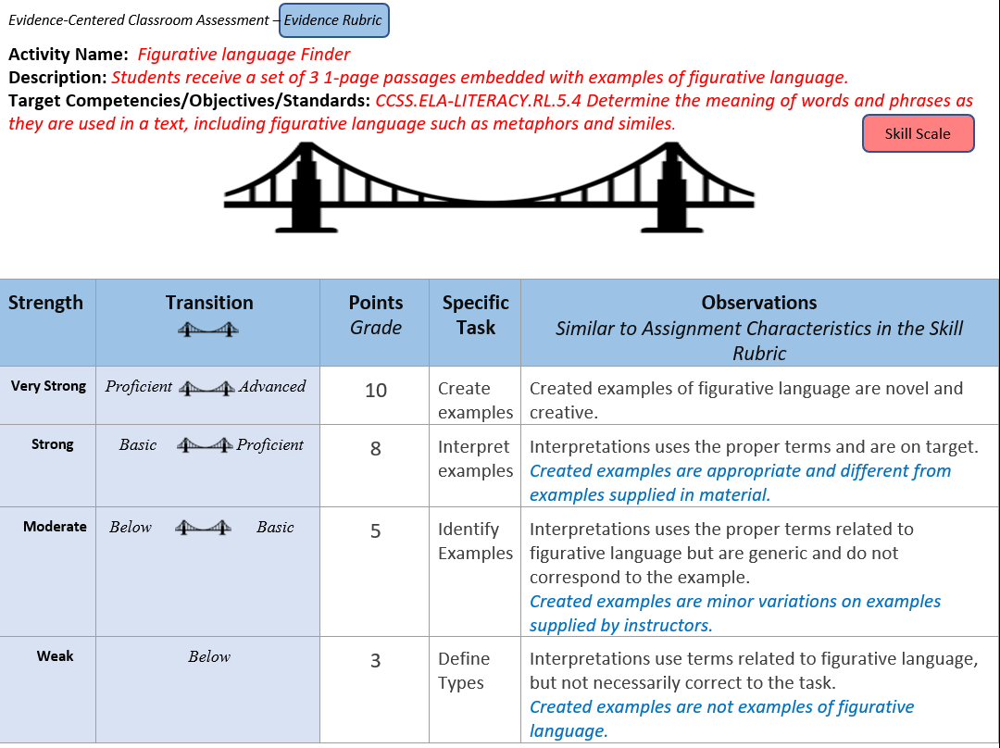 Evidence-Centered Classroom Assessment – Evidence Rubric
Activity Name: Figurative language Finder
Description: Students receive a set of 3 1-page passages embedded with examples of figurative language.
Target Competencies/Objectives/Standards: CCSS.ELA-LITERACY.RL.5.4 Determine the meaning of words and phrases as
they are used in a text, including figurative language such as metaphors and similes.
Skill Scale
Strength
Transition
Points
Grade
Specific
Task
Observations
Similar to Assignment Characteristics in the Skill
Rubric
Very Strong
Proficient Advanced
10
Create
examples
Created examples of figurative language are novel and
creative.
Strong
Basic Proficient
8
Interpret
examples
Interpretations uses the proper terms and are on target.
Created examples are appropriate and different from
examples supplied in material.
Moderate
Below Basic
5
Identify
Examples
Interpretations uses the proper terms related to
figurative language but are generic and do not
correspond to the example.
Created examples are minor variations on examples
supplied by instructors.
Weak
Below
3
Define
Types
Interpretations use terms related to figurative language,
but not necessarily correct to the task.
Created examples are not examples of figurative
language.